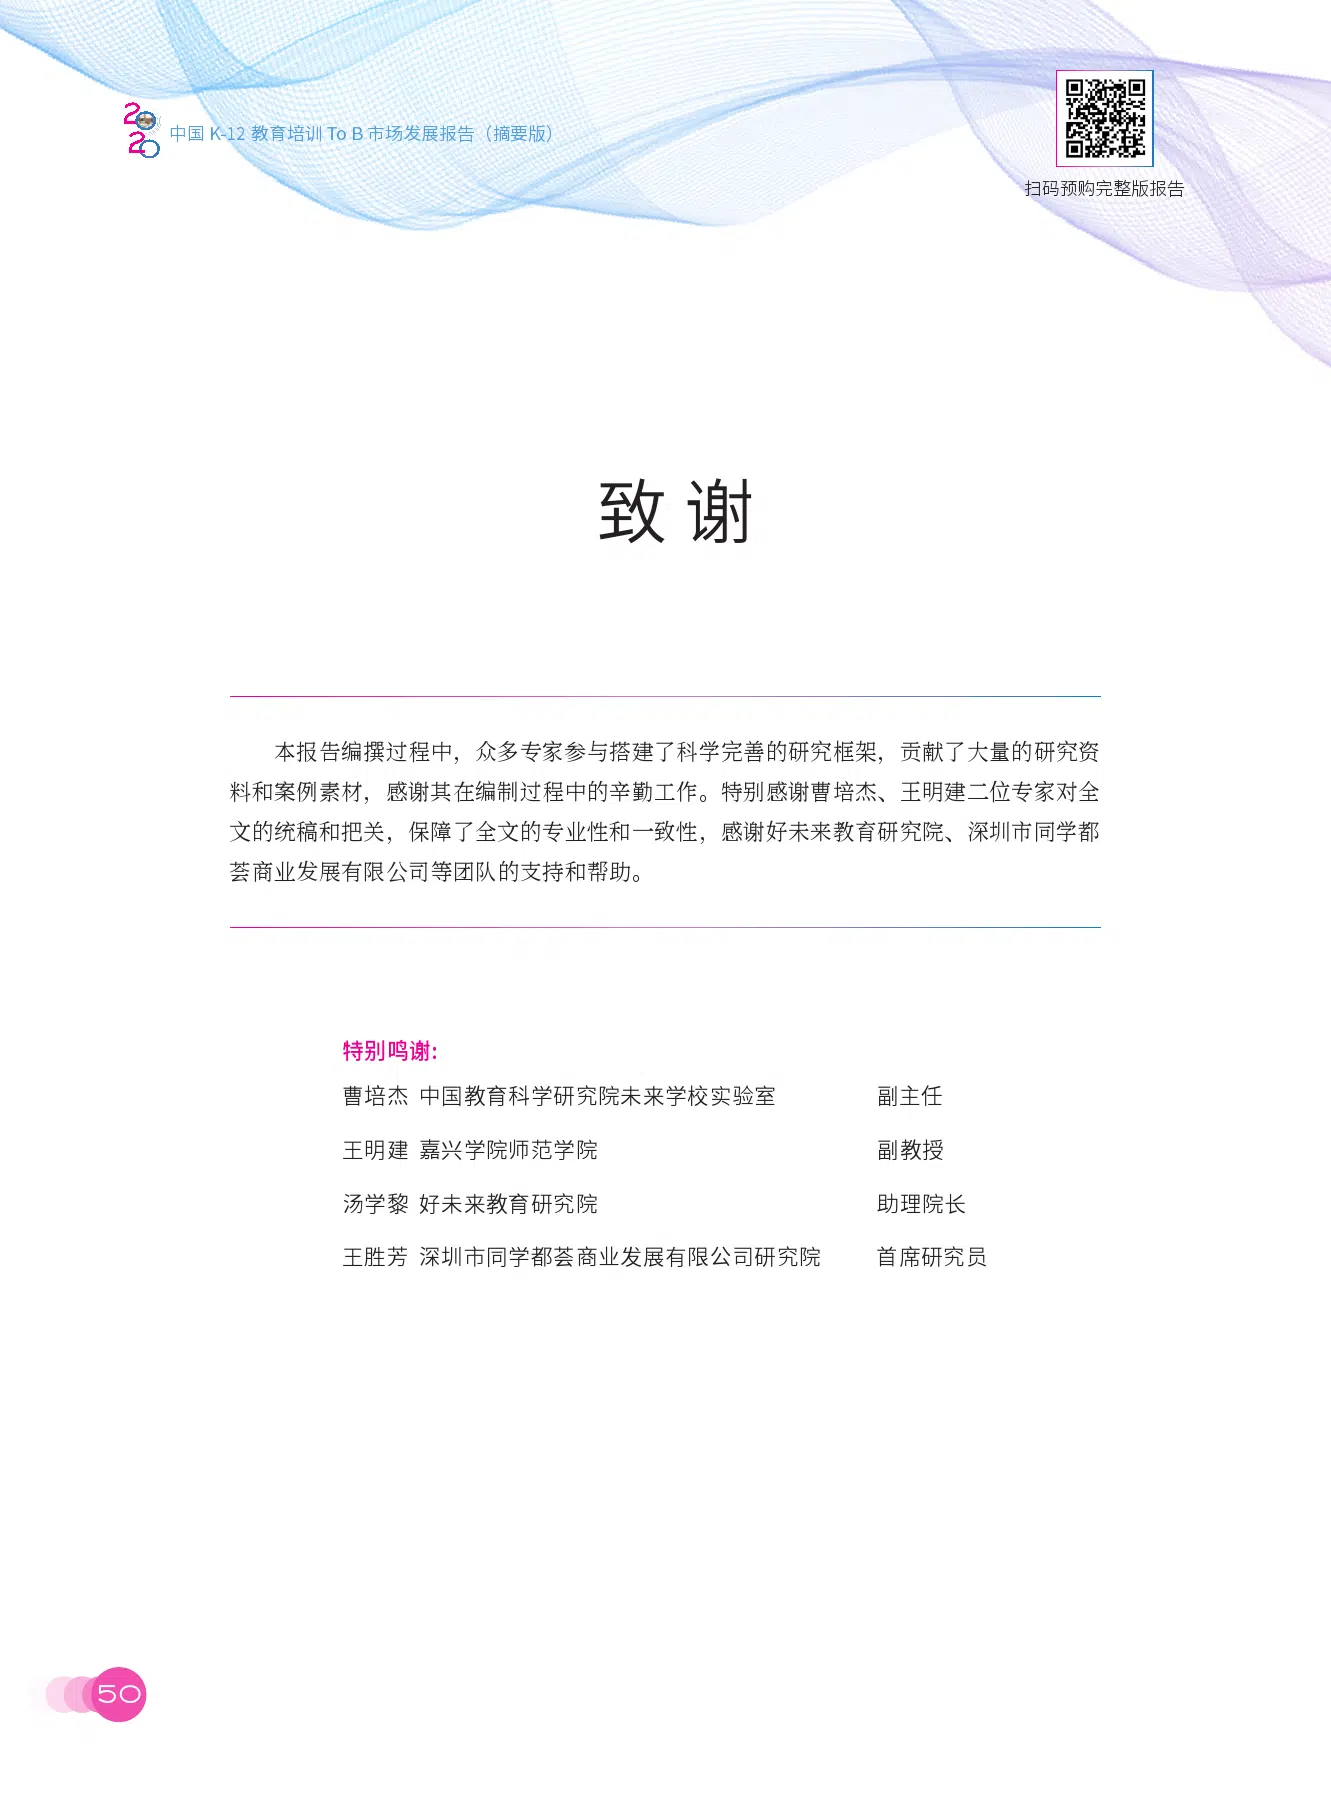 2020
中国 K-12 教育培训 To B 市场发展报告（摘要版）
扫码预购完整版报告
致 谢
本报告编撰过程中，众多专家参与搭建了科学完善的研究框架，贡献了大量的研究资
料和案例素材，感谢其在编制过程中的辛勤工作。特别感谢曹培杰、王明建二位专家对全
文的统稿和把关，保障了全文的专业性和一致性，感谢好未来教育研究院、深圳市同学都
荟商业发展有限公司等团队的支持和帮助。
特别鸣谢:
曹培杰 中国教育科学研究院未来学校实验室 副主任
王明建 嘉兴学院师范学院 副教授
汤学黎 好未来教育研究院 助理院长
王胜芳 深圳市同学都荟商业发展有限公司研究院 首席研究员
50